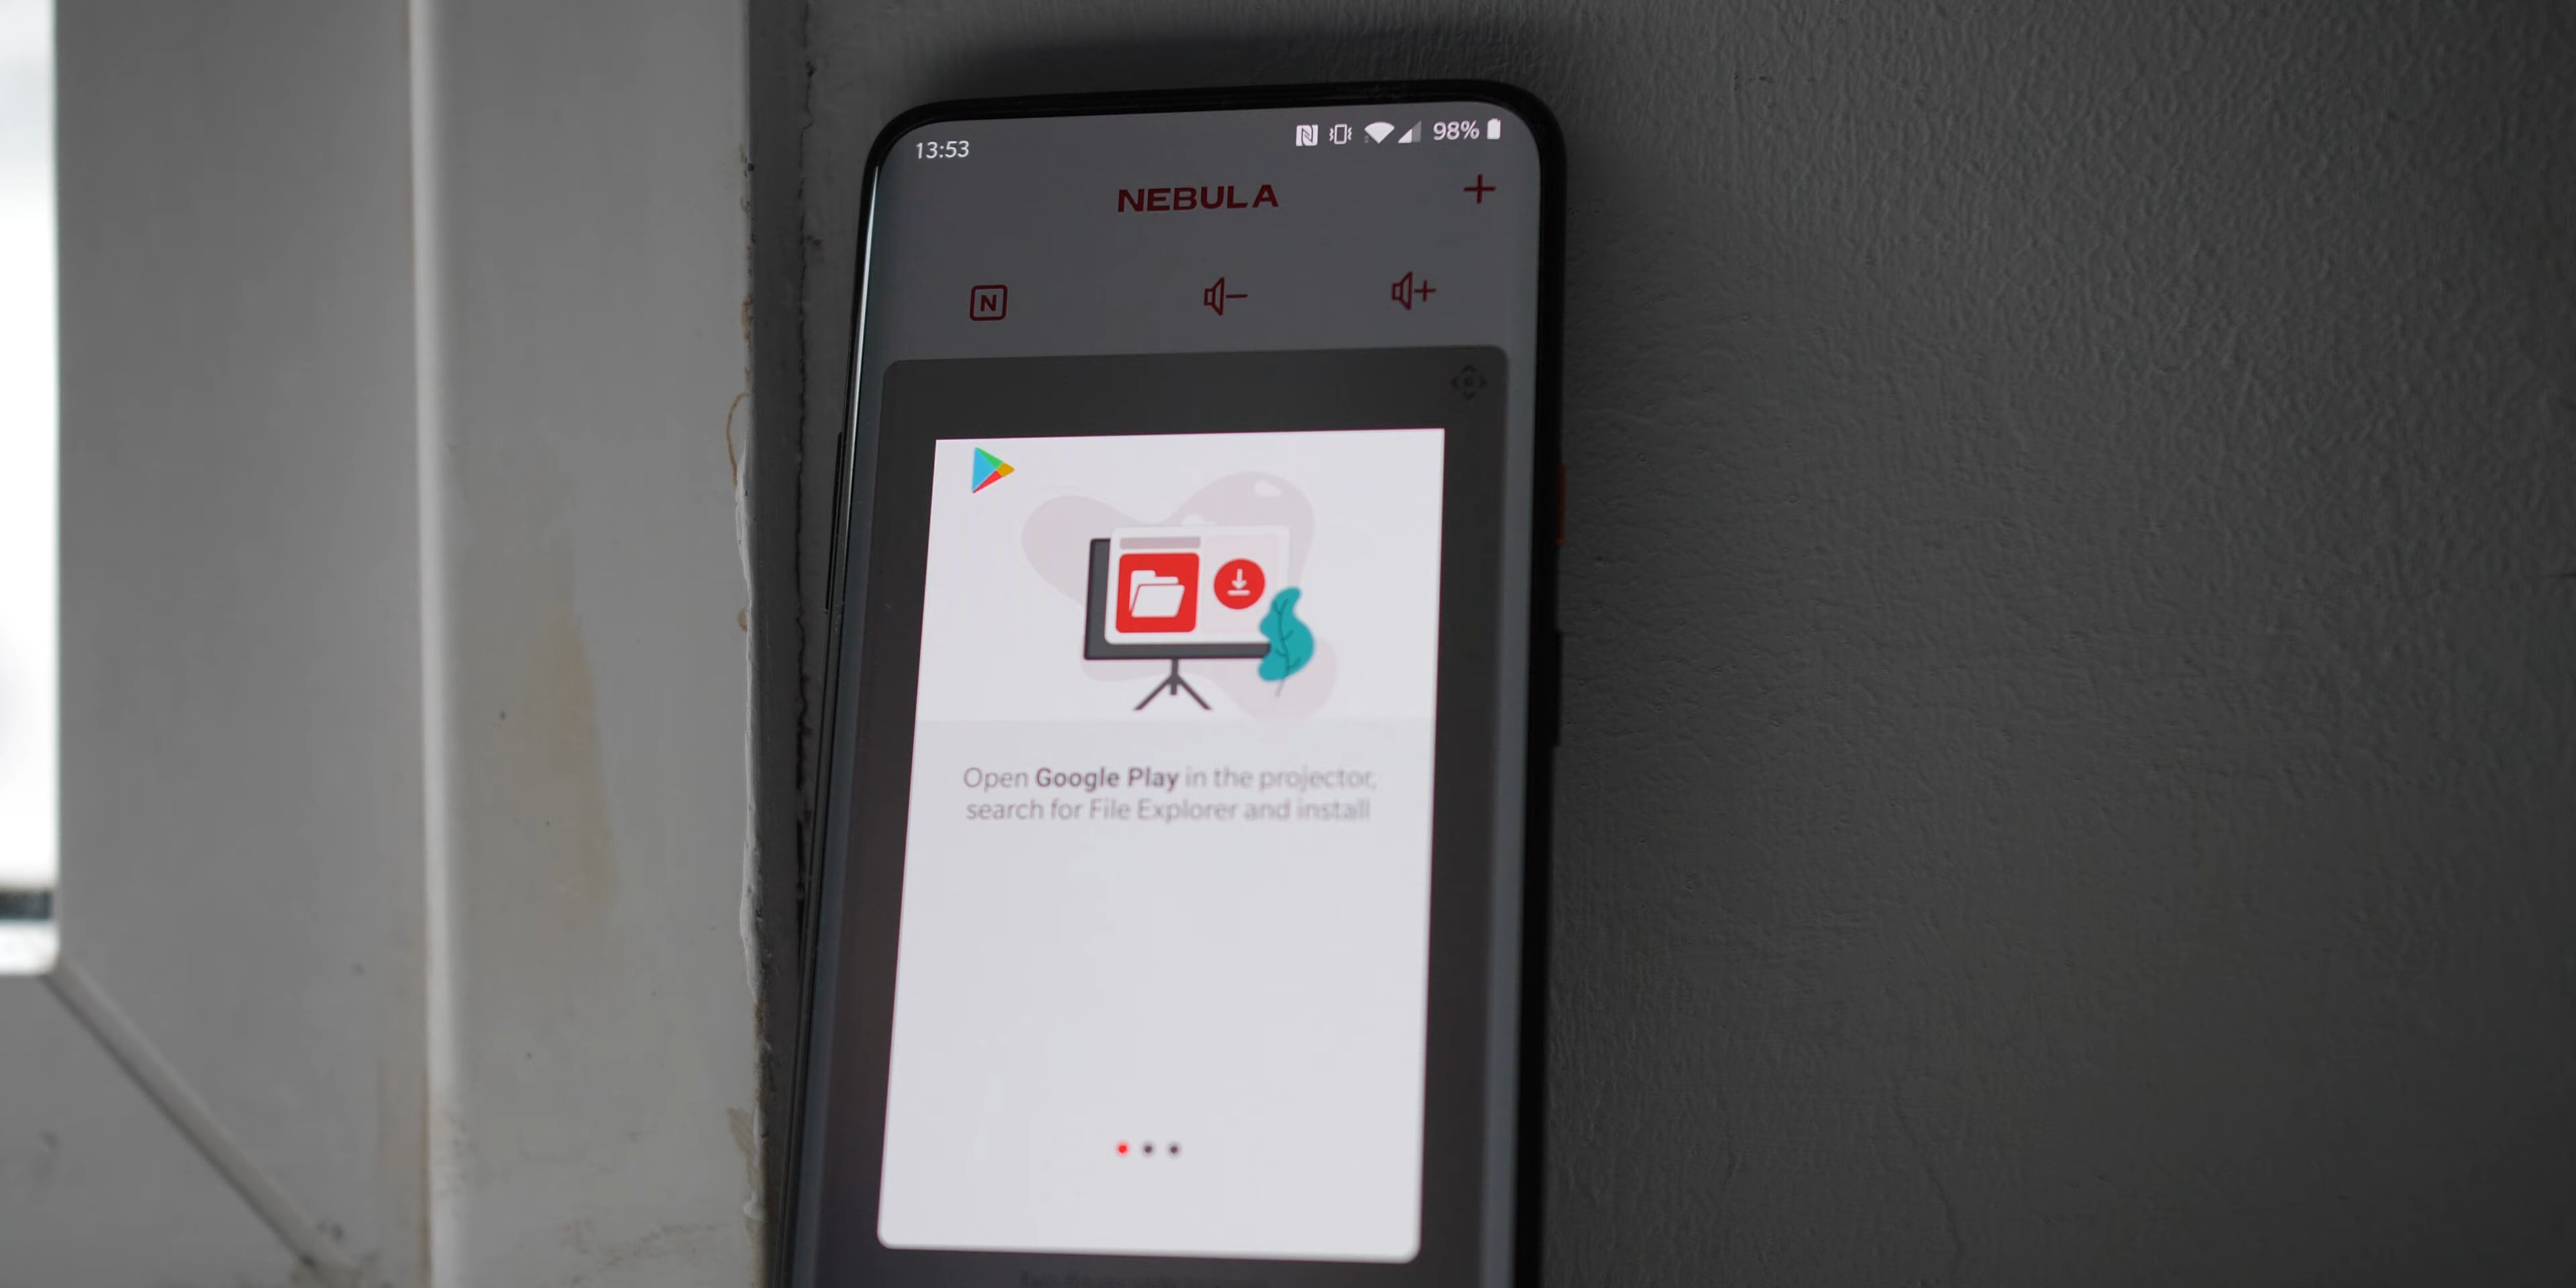 13:53
98%
NEBULA
N
Open Google Play in the projector,
search for File Explorer and install